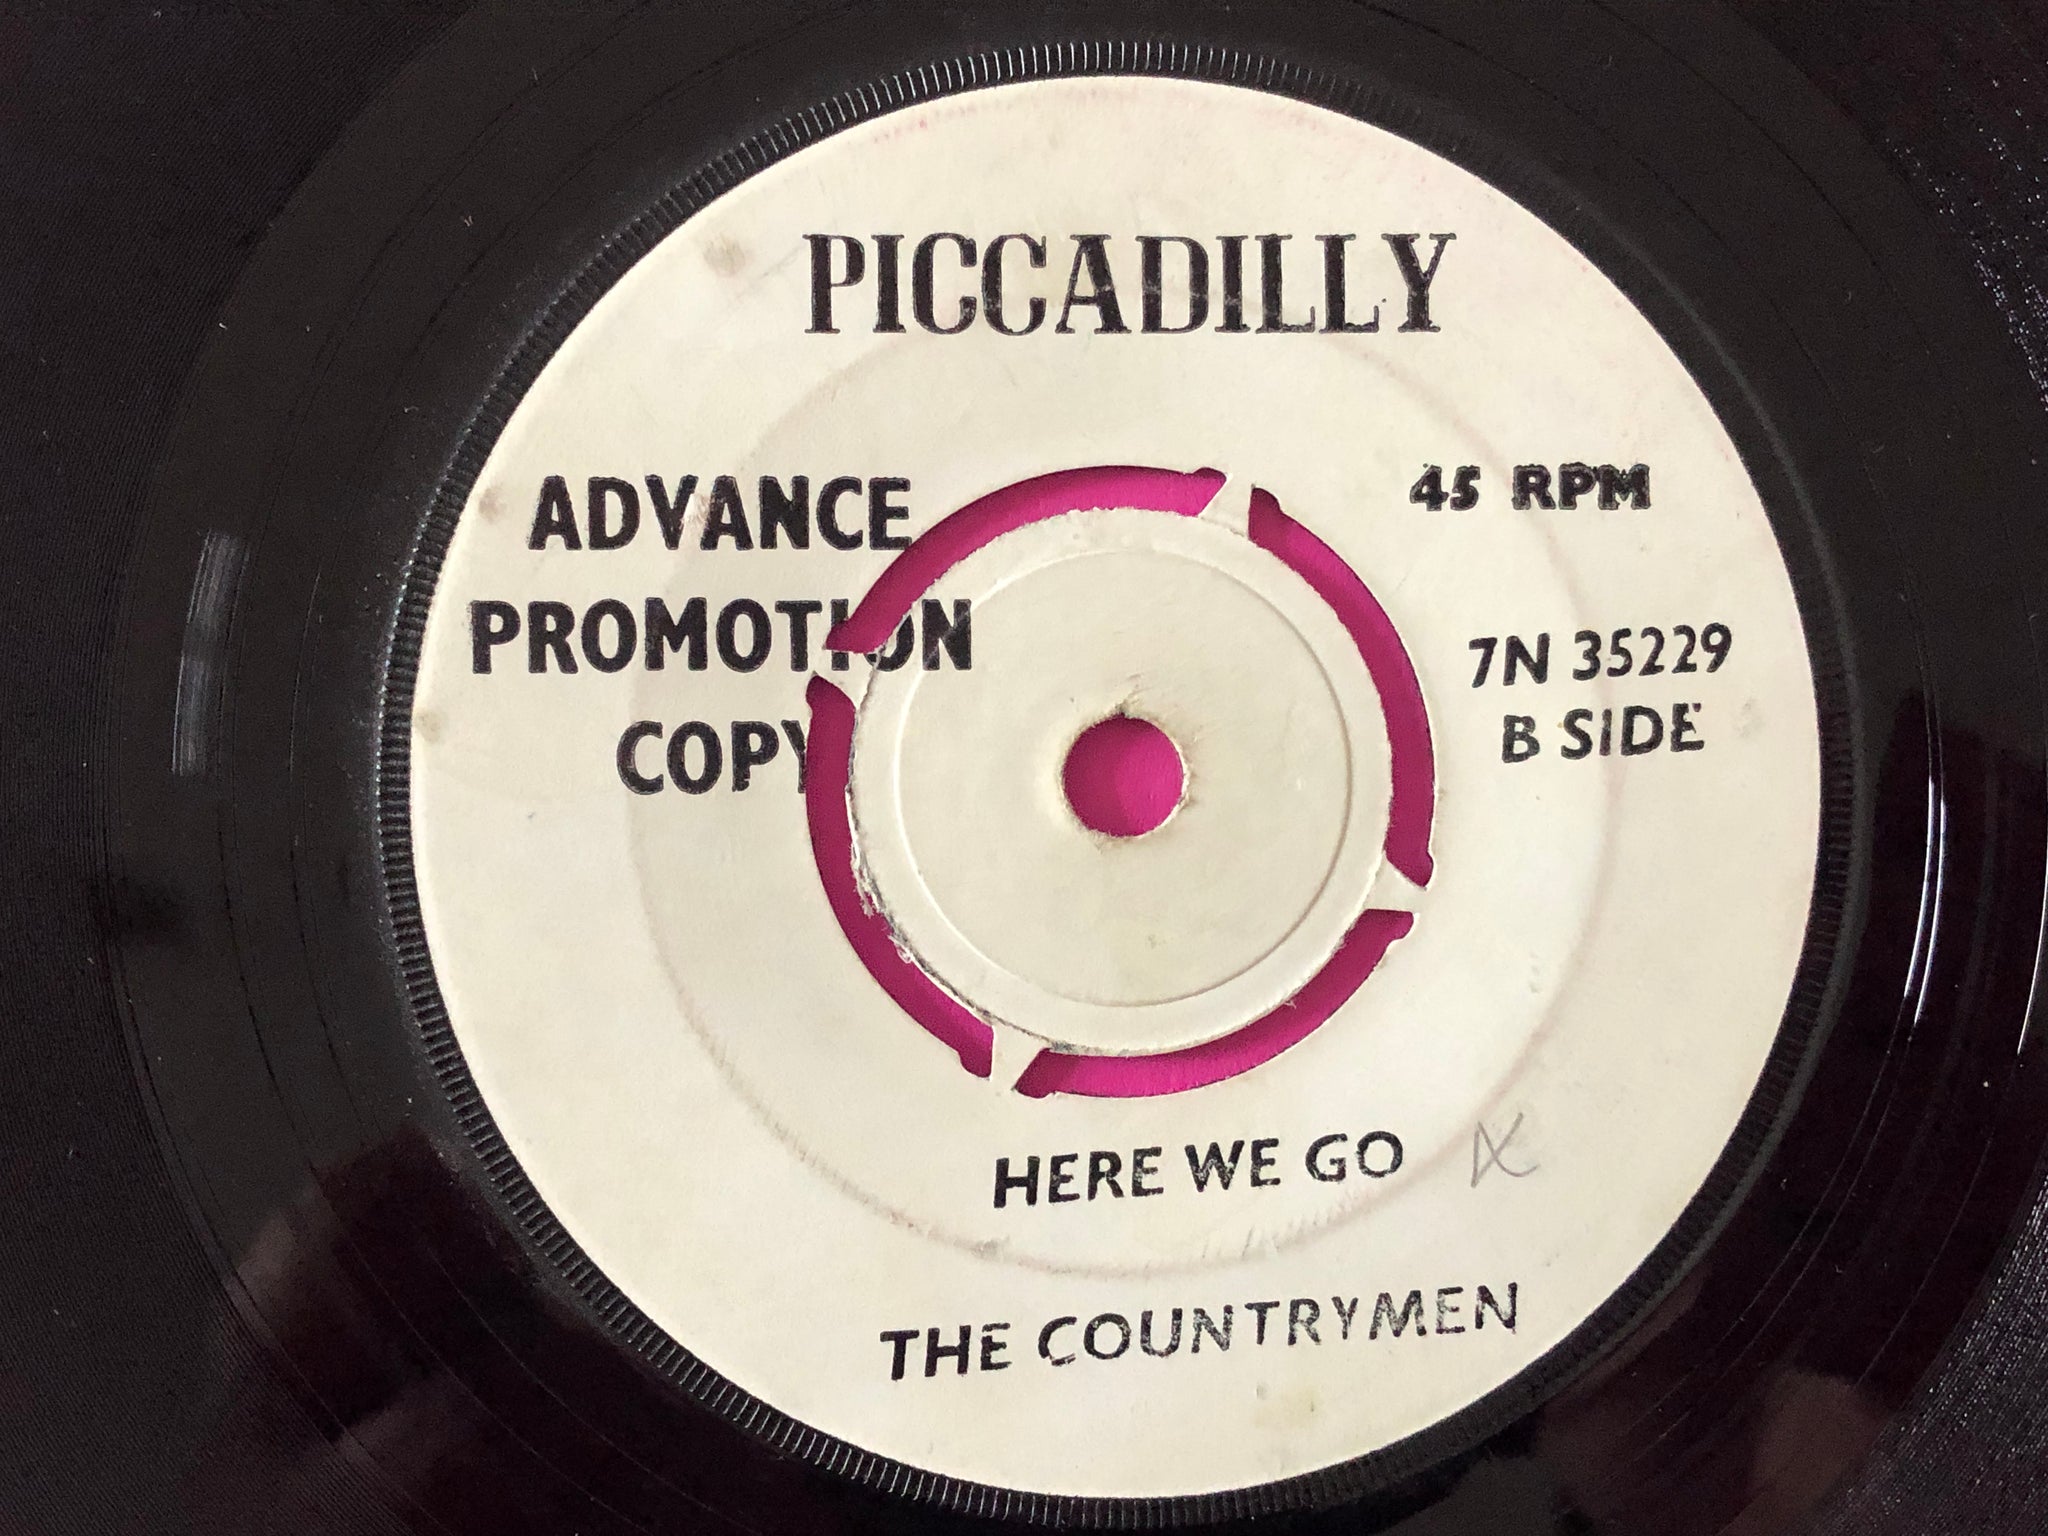 PICCADILLY
ADVANCE
PROMOTION
COPY
45 RPM
7N 35229
B SIDE
HERE WE GO
THE COUNTRYMEN